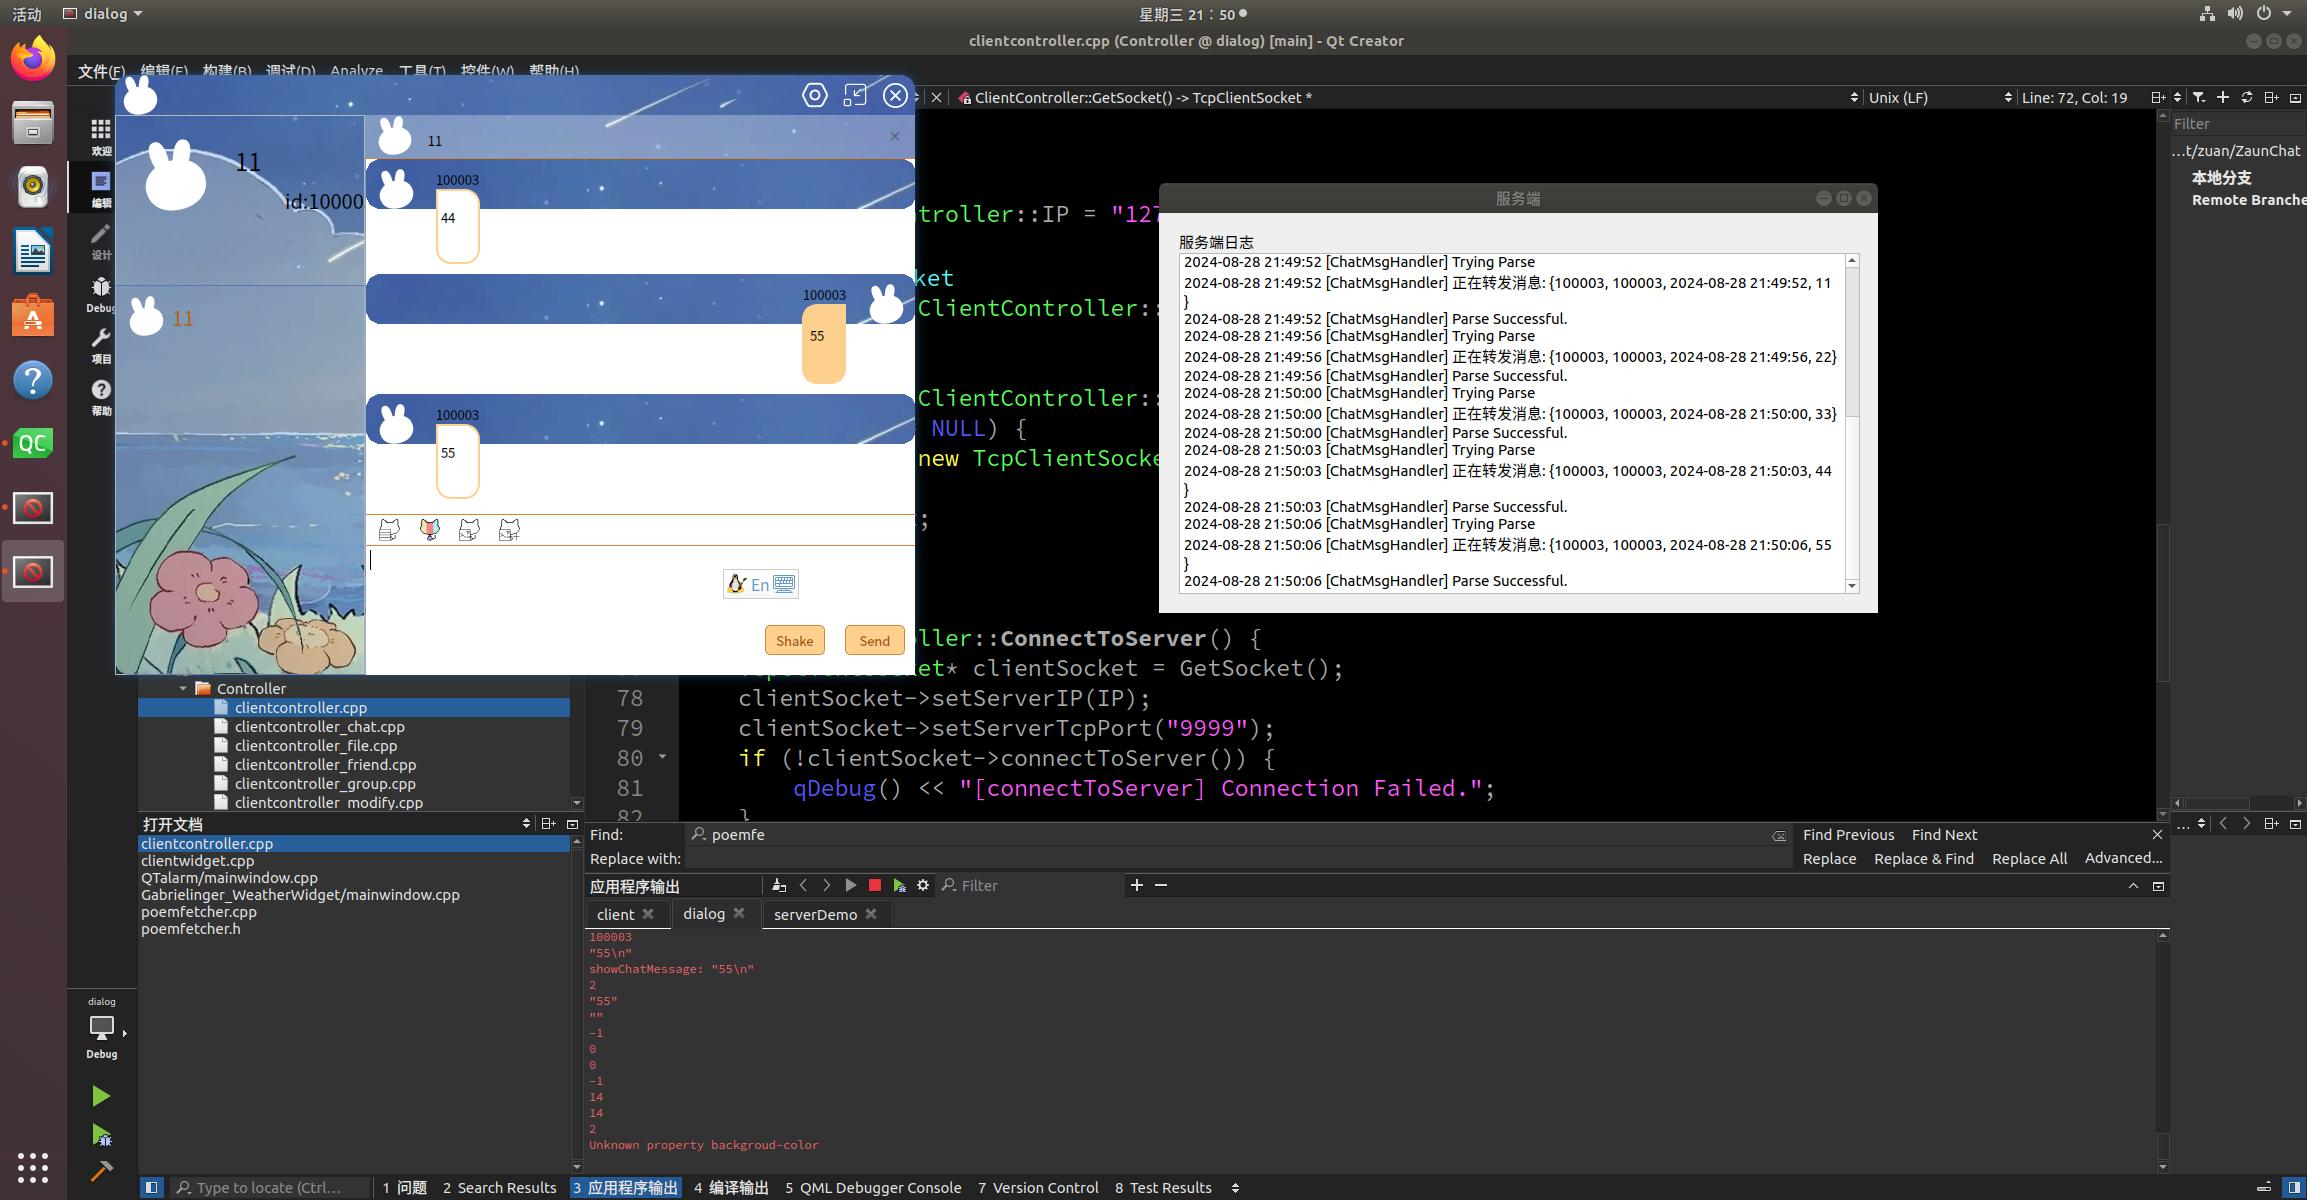 活动
dialog
星期三 21：50
clientcontroller.cpp (Controller @ dialog) [main] - Qt Creator
文件(F) 编辑(E) 构建(B) 调试(D) Analyze 工具(T) 控件(W) 帮助(H)
ClientController::GetSocket() -> TcpClientSocket *
Unix (LF)
Line: 72, Col: 19
Filter
…t/zuan/ZaunChat
本地分支
Remote Branche
欢迎
编辑
设计
Debug
项目
帮助
11
id:10000
11
11
100003
44
100003
55
100003
55
En
Shake
Send
troller::IP = "127
ket
ClientController::
ClientController::
NULL) {
new TcpClientSocke
;
服务端
服务端日志
2024-08-28 21:49:52 [ChatMsgHandler] Trying Parse
2024-08-28 21:49:52 [ChatMsgHandler] 正在转发消息: {100003, 100003, 2024-08-28 21:49:52, 11
}
2024-08-28 21:49:52 [ChatMsgHandler] Parse Successful.
2024-08-28 21:49:56 [ChatMsgHandler] Trying Parse
2024-08-28 21:49:56 [ChatMsgHandler] 正在转发消息: {100003, 100003, 2024-08-28 21:49:56, 22}
2024-08-28 21:49:56 [ChatMsgHandler] Parse Successful.
2024-08-28 21:50:00 [ChatMsgHandler] Trying Parse
2024-08-28 21:50:00 [ChatMsgHandler] 正在转发消息: {100003, 100003, 2024-08-28 21:50:00, 33}
2024-08-28 21:50:00 [ChatMsgHandler] Parse Successful.
2024-08-28 21:50:03 [ChatMsgHandler] Trying Parse
2024-08-28 21:50:03 [ChatMsgHandler] 正在转发消息: {100003, 100003, 2024-08-28 21:50:03, 44
}
2024-08-28 21:50:03 [ChatMsgHandler] Parse Successful.
2024-08-28 21:50:06 [ChatMsgHandler] Trying Parse
2024-08-28 21:50:06 [ChatMsgHandler] 正在转发消息: {100003, 100003, 2024-08-28 21:50:06, 55
}
2024-08-28 21:50:06 [ChatMsgHandler] Parse Successful.
ller::ConnectToServer() {
et* clientSocket = GetSocket();
78 clientSocket->setServerIP(IP);
79 clientSocket->setServerTcpPort("9999");
80 if (!clientSocket->connectToServer()) {
81 qDebug() << "[connectToServer] Connection Failed.";
82 }
Controller
clientcontroller.cpp
clientcontroller_chat.cpp
clientcontroller_file.cpp
clientcontroller_friend.cpp
clientcontroller_group.cpp
clientcontroller_modify.cpp
打开文档
clientcontroller.cpp
clientwidget.cpp
QTalarm/mainwindow.cpp
Gabrielinger_WeatherWidget/mainwindow.cpp
poemfetcher.cpp
poemfetcher.h
Find: poemfe
Find Previous Find Next
Replace with:
Replace Replace & Find Replace All Advanced...
应用程序输出
Filter
client dialog serverDemo
100003
"55\n"
showChatMessage: "55\n"
2
"55"
""
-1
0
0
-1
14
14
2
Unknown property backgroud-color
dialog
Debug
Type to locate (Ctrl...
1 问题 2 Search Results 3 应用程序输出 4 编译输出 5 QML Debugger Console 7 Version Control 8 Test Results